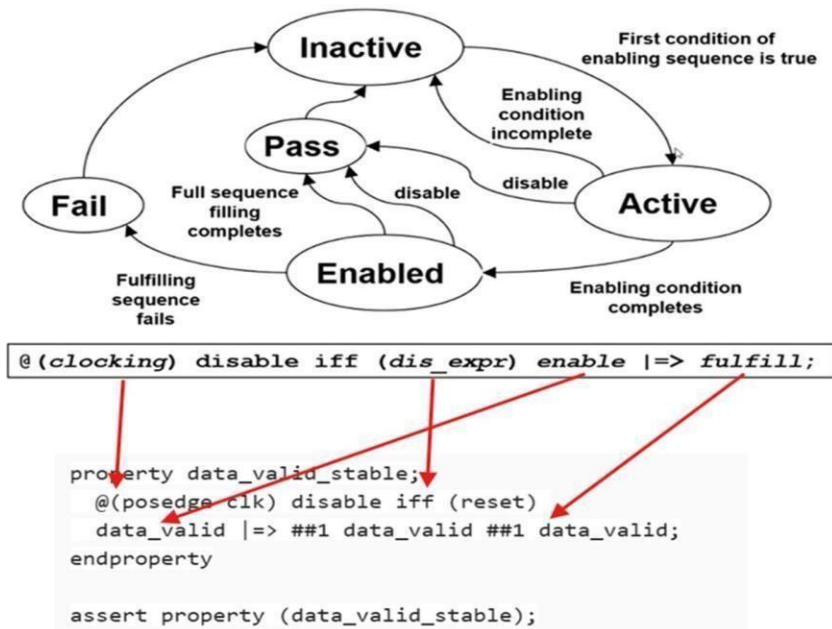 Inactive
First condition of
enabling sequence is true
Enabling
condition
incomplete
Pass
disable
Full sequence
filling
completes
disable
Fail
Active
Enabled
Fulfilling
sequence
fails
Enabling condition
completes
@(clocking) disable iff (dis_expr) enable |=> fulfill;
property data_valid_stable;
@(posedge clk) disable iff (reset)
data_valid |=> ##1 data_valid ##1 data_valid;
endproperty
assert property (data_valid_stable);